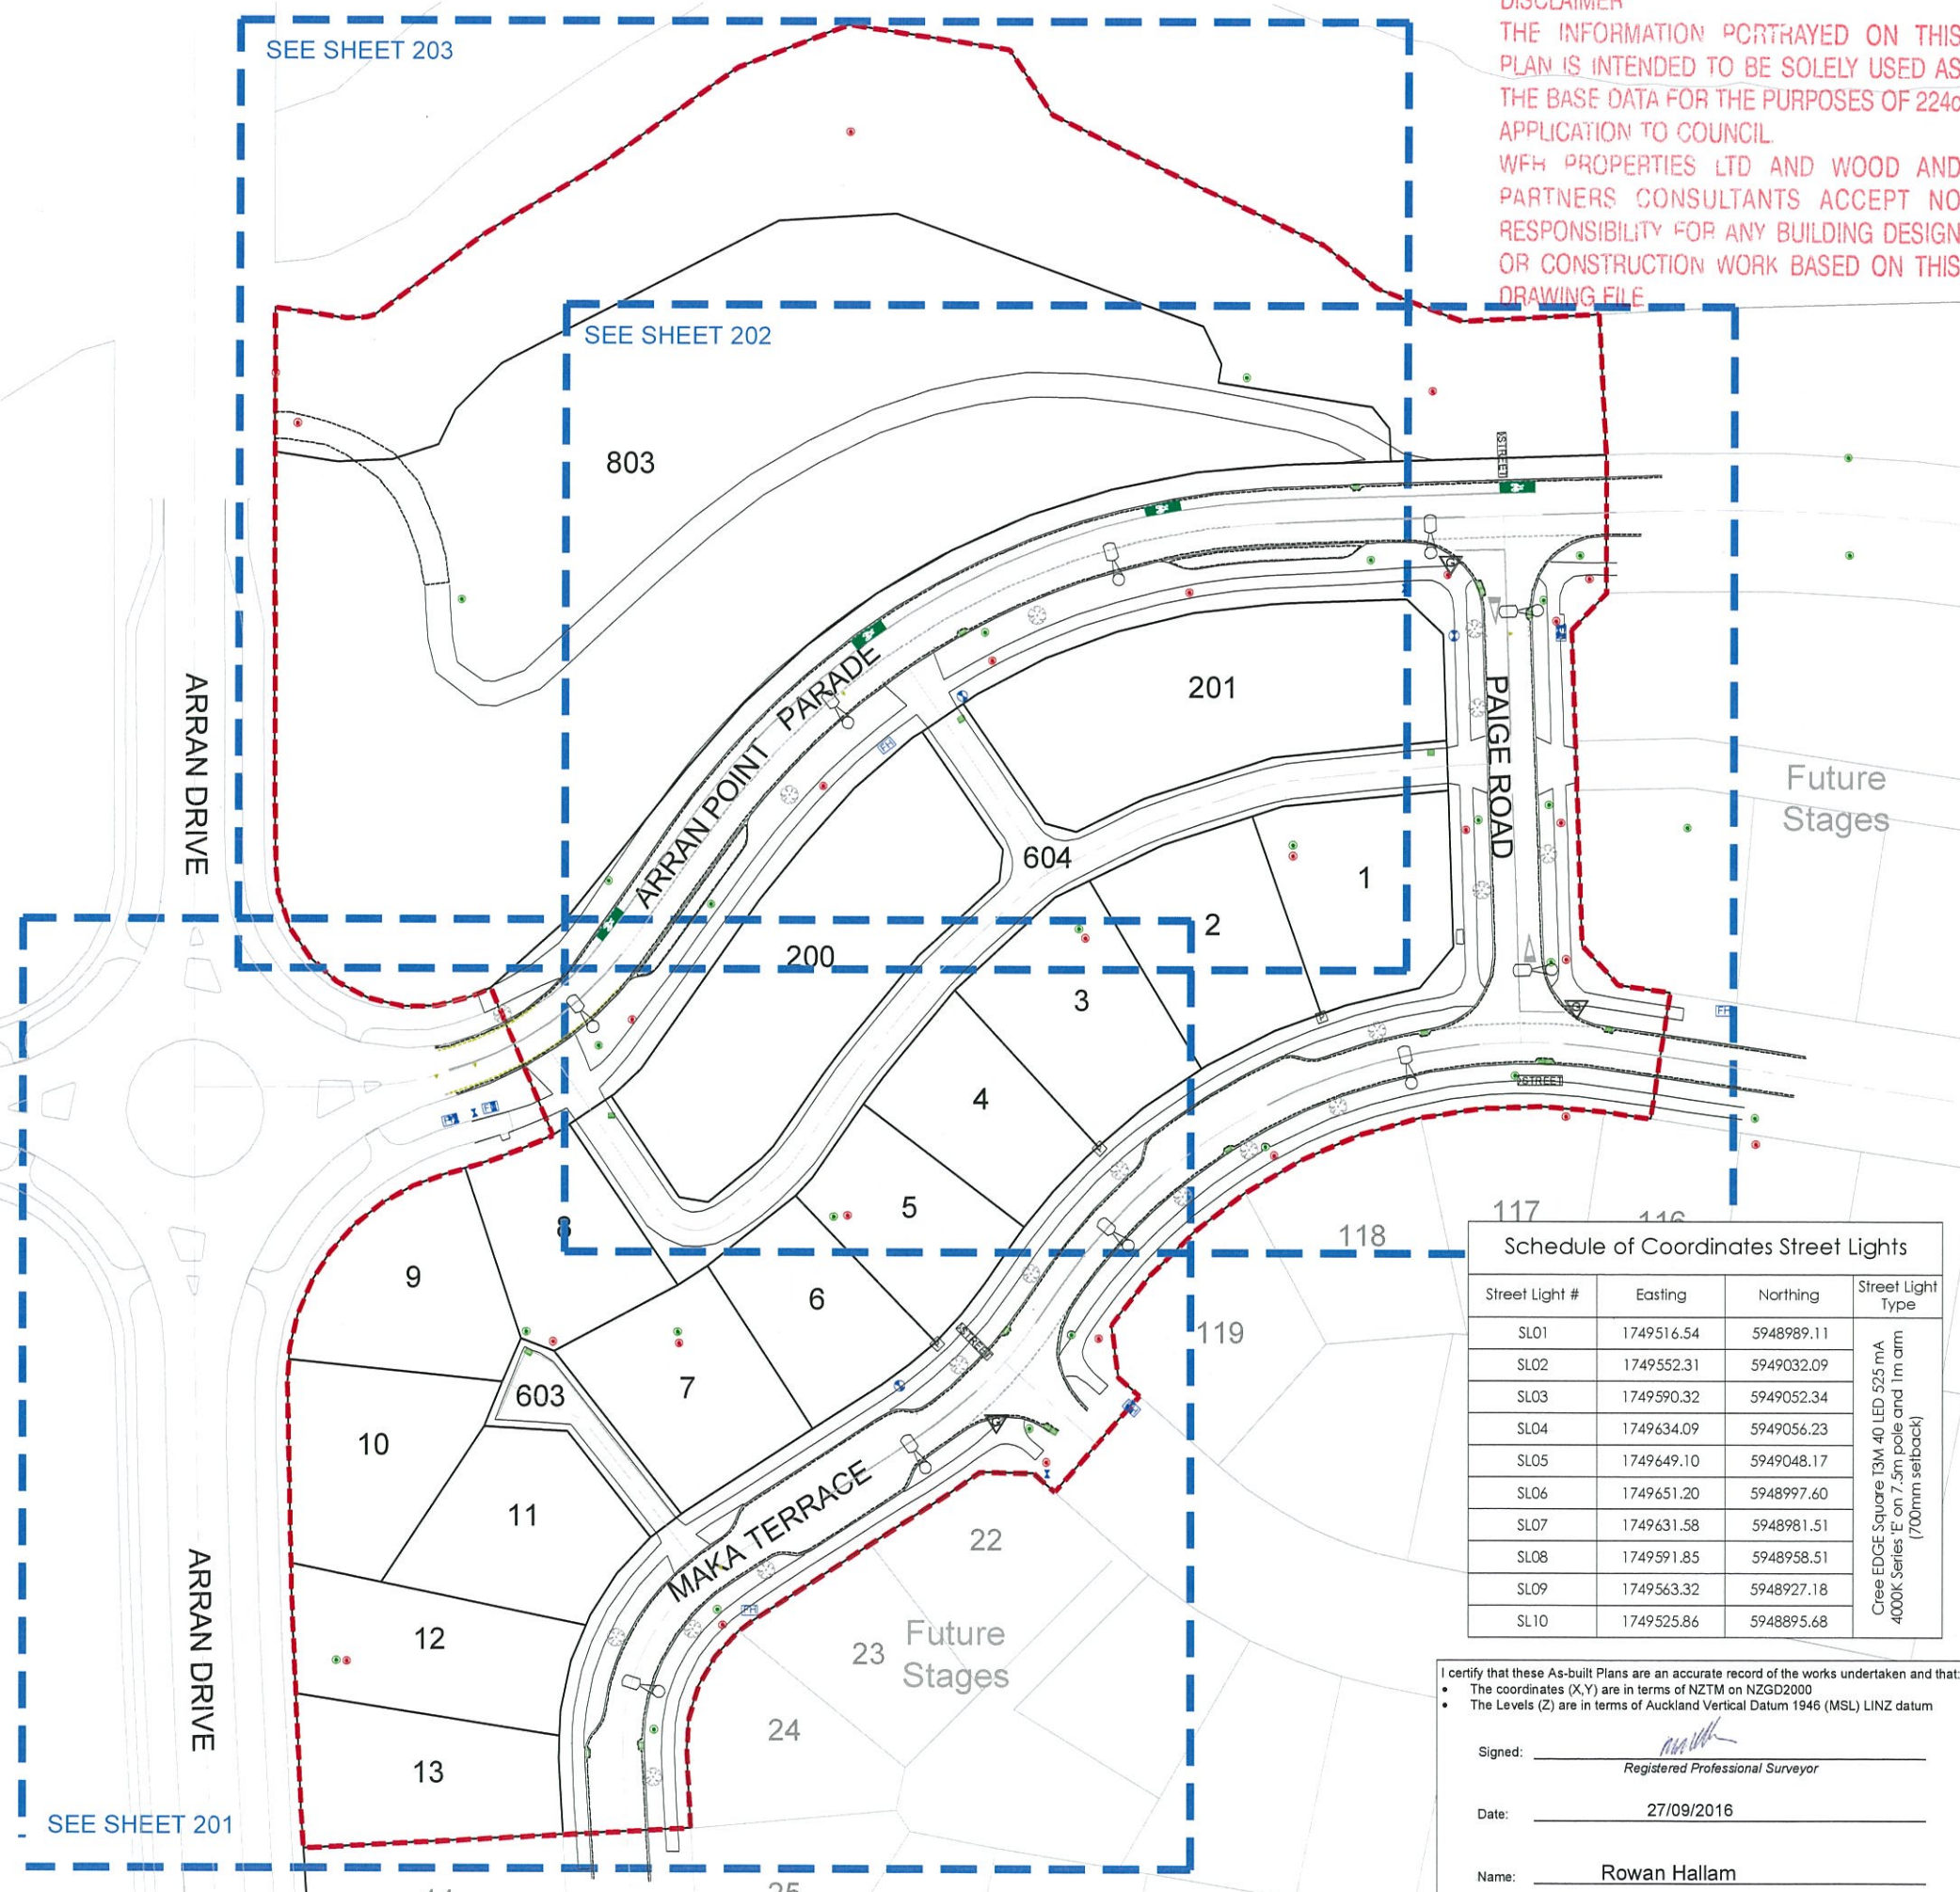 DISCLAIMER
THE INFORMATION PORTRAYED ON THIS
PLAN IS INTENDED TO BE SOLELY USED AS
THE BASE DATA FOR THE PURPOSES OF 224c
APPLICATION TO COUNCIL.
WFH PROPERTIES LTD AND WOOD AND
PARTNERS CONSULTANTS ACCEPT NO
RESPONSIBILITY FOR ANY BUILDING DESIGN
OR CONSTRUCTION WORK BASED ON THIS
DRAWING FILE
SEE SHEET 203
SEE SHEET 202
803
STREET
201
ARRAN DRIVE
ARRAN POINT PARADE
PAIGE ROAD
Future
Stages
604
1
2
200
3
4
5
6
7
8
9
10
11
12
13
603
FH
FH
FH
STREET
STREET
116
117
118
119
MAKA TERRACE
22
23
Future
Stages
24
25
ARRAN DRIVE
SEE SHEET 201
Schedule of Coordinates Street Lights
Street Light # Easting Northing Street Light Type
SL01 1749516.54 5948989.11
SL02 1749552.31 5949032.09
SL03 1749590.32 5949052.34
SL04 1749634.09 5949056.23
SL05 1749649.10 5949048.17
SL06 1749651.20 5948997.60
SL07 1749631.58 5948981.51
SL08 1749591.85 5948958.51
SL09 1749563.32 5948927.18
SL10 1749525.86 5948895.68
Cree EDGE Square T3M 40 LED 525 mA
4000K Series 'E' on 7.5m pole and 1m arm
(700mm setback)
I certify that these As-built Plans are an accurate record of the works undertaken and that:
• The coordinates (X,Y) are in terms of NZTM on NZGD2000
• The Levels (Z) are in terms of Auckland Vertical Datum 1946 (MSL) LINZ datum
Signed:
Registered Professional Surveyor
Date: 27/09/2016
Name: Rowan Hallam